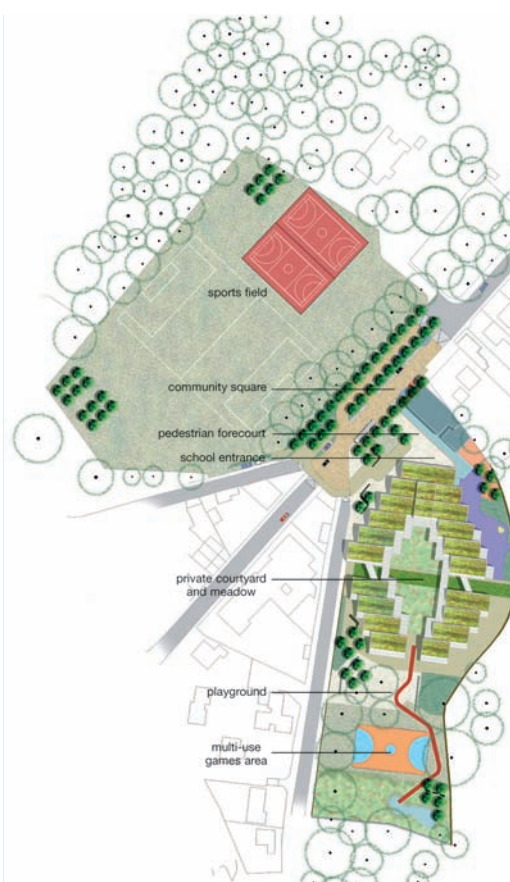 sports field
community square
pedestrian forecourt
school entrance
private courtyard
and meadow
playground
multi-use
games area